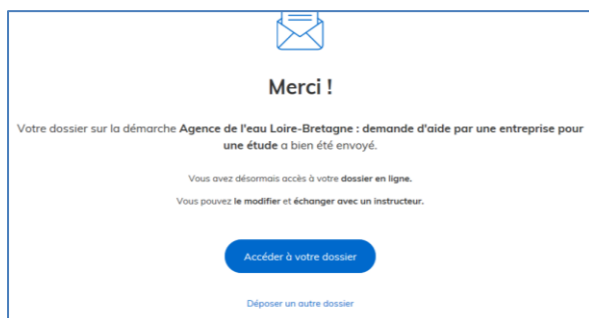 Merci !
Votre dossier sur la démarche Agence de l'eau Loire-Bretagne : demande d'aide par une entreprise pour
une étude a bien été envoyé.
Vous avez désormais accès à votre dossier en ligne.
Vous pouvez le modifier et échanger avec un instructeur.
Accéder à votre dossier
Déposer un autre dossier